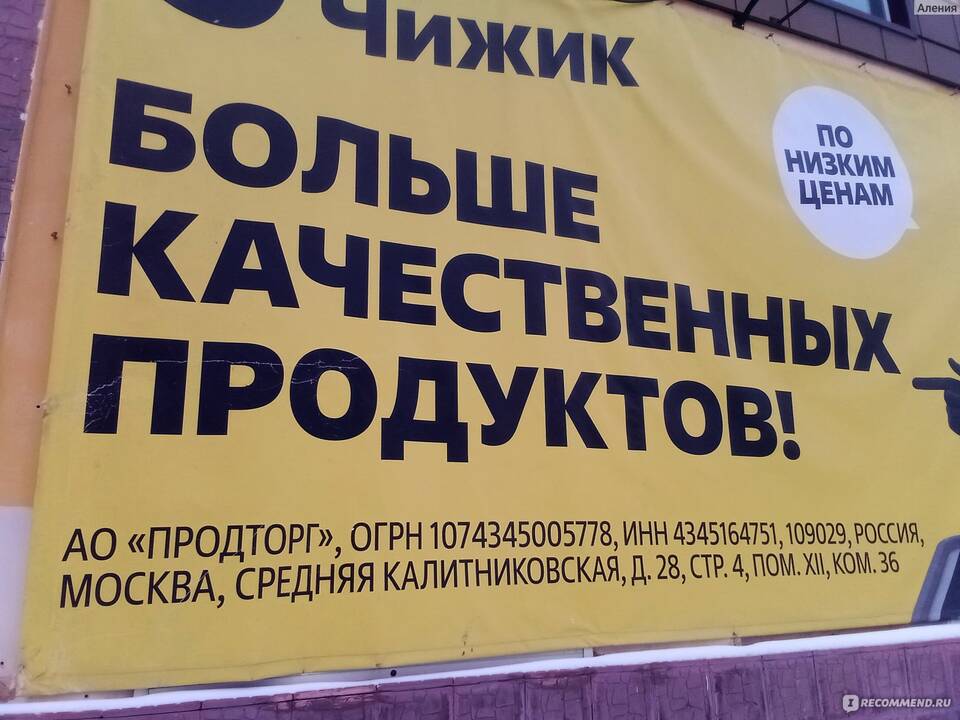 Аления
ЧИЖИК
БОЛЬШЕ
КАЧЕСТВЕННЫХ
ПРОДУКТОВ!
ПО
НИЗКИМ
ЦЕНАМ
АО «ПРОДТОРГ», ОГРН 1074345005778, ИНН 4345164751, 109029, РОССИЯ,
МОСКВА, СРЕДНЯЯ КАЛИТНИКОВСКАЯ, Д. 28, СТР. 4, ПОМ. XII, КОМ. 36
IRECOMMEND.RU